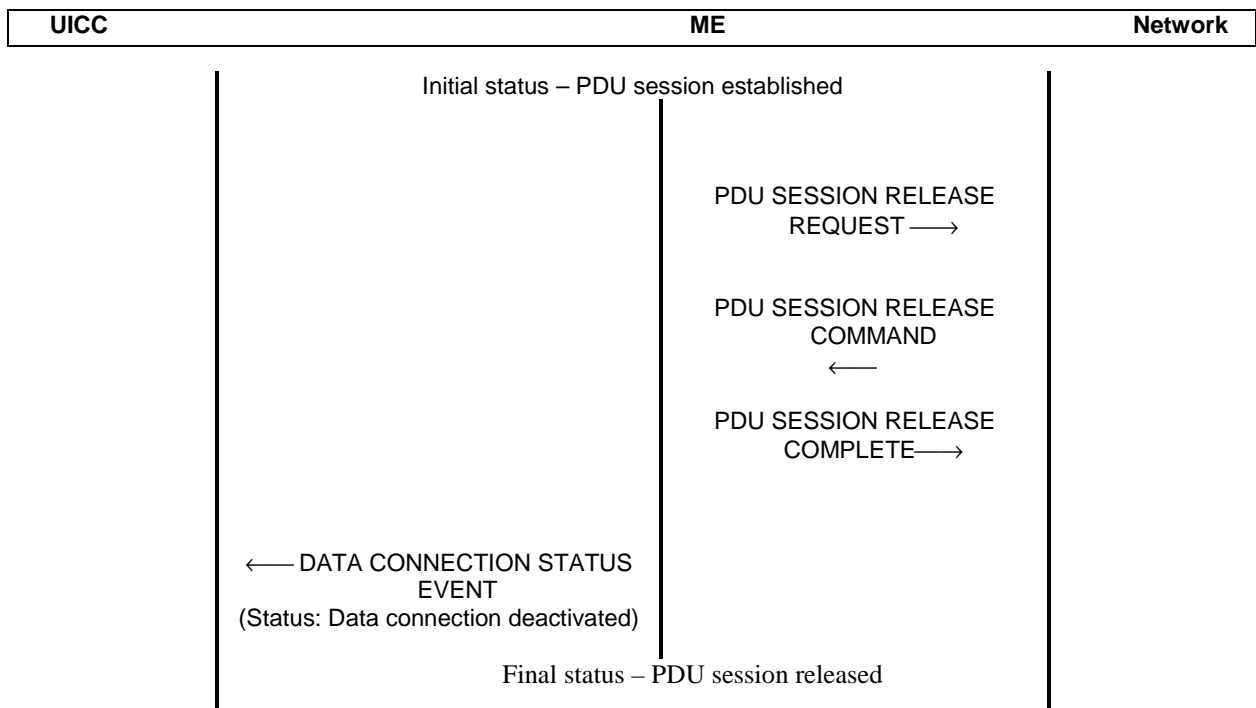 UICC ME Network
Initial status – PDU session established
PDU SESSION RELEASE
REQUEST ⟶
PDU SESSION RELEASE
COMMAND
⟵
PDU SESSION RELEASE
COMPLETE⟶
⟵ DATA CONNECTION STATUS
EVENT
(Status: Data connection deactivated)
Final status – PDU session released